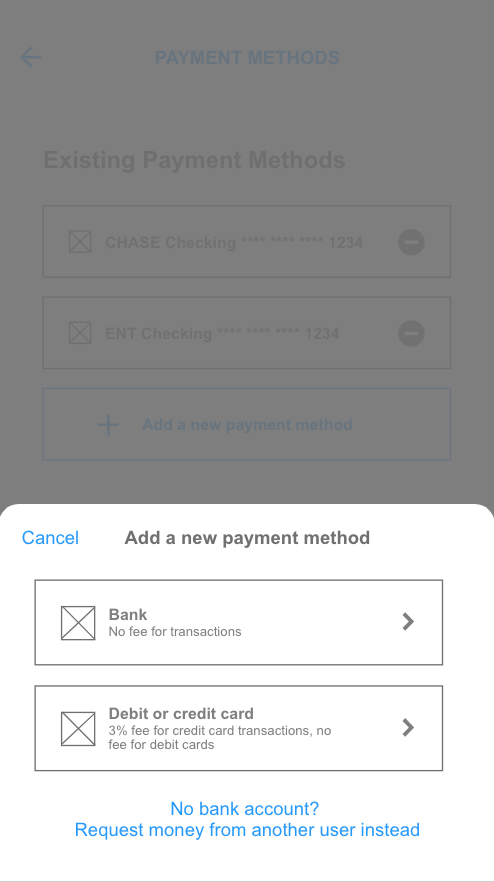 PAYMENT METHODS
Existing Payment Methods
CHASE Checking **** **** **** 1234
ENT Checking **** **** **** 1234
Add a new payment method
Cancel
Add a new payment method
Bank
No fee for transactions
Debit or credit card
3% fee for credit card transactions, no
fee for debit cards
No bank account?
Request money from another user instead